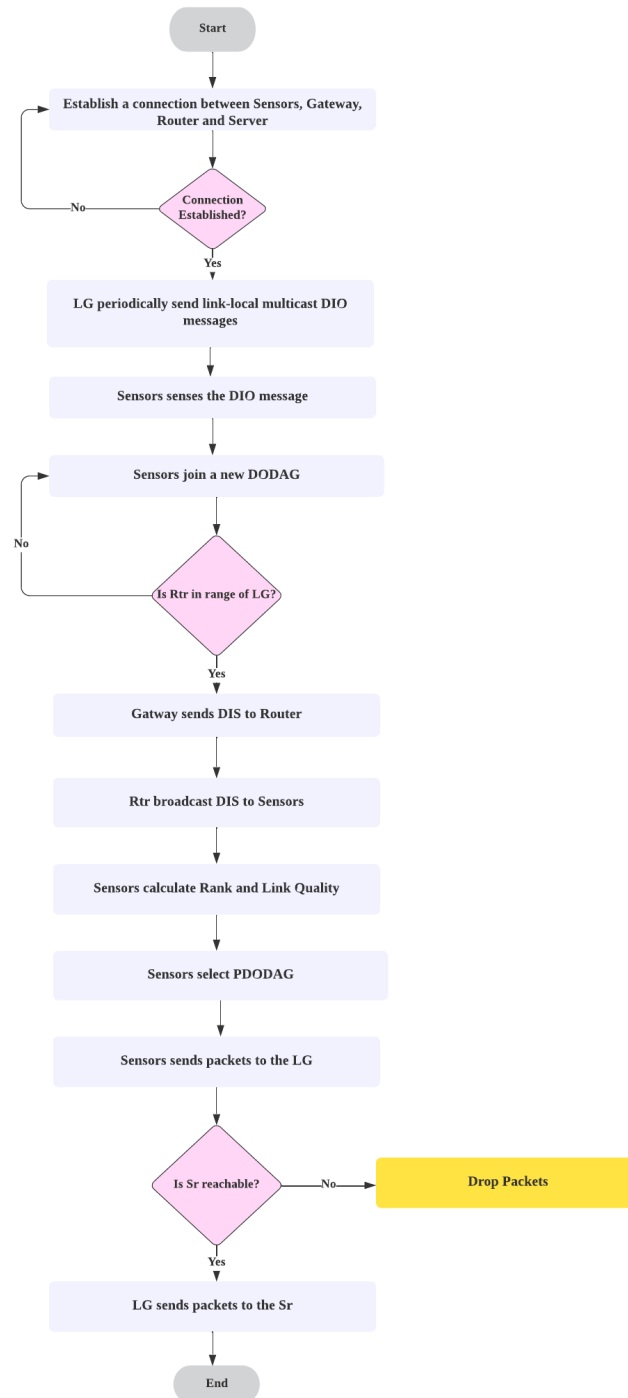 Start
Establish a connection between Sensors, Gateway,
Router and Server
Connection
Established?
No
Yes
LG periodically send link-local multicast DIO
messages
Sensors senses the DIO message
Sensors join a new DODAG
No
Is Rtr in range of LG?
Yes
Gatway sends DIS to Router
Rtr broadcast DIS to Sensors
Sensors calculate Rank and Link Quality
Sensors select PDODAG
Sensors sends packets to the LG
Is Sr reachable?
No
Drop Packets
Yes
LG sends packets to the Sr
End